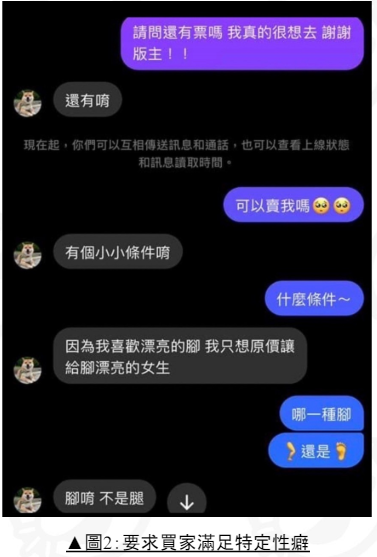 請問還有票嗎 我真的很想去 謝謝
版主！！
還有唷
現在起，你們可以互相傳送訊息和通話，也可以查看上線狀態
和訊息讀取時間。
可以賣我嗎🥺🥺
有個小小條件唷
什麼條件～
因為我喜歡漂亮的腳 我只想原價讓
給腳漂亮的女生
哪一種腳
🦵還是🦶
腳唷 不是腿
▲圖2:要求買家滿足特定性癖